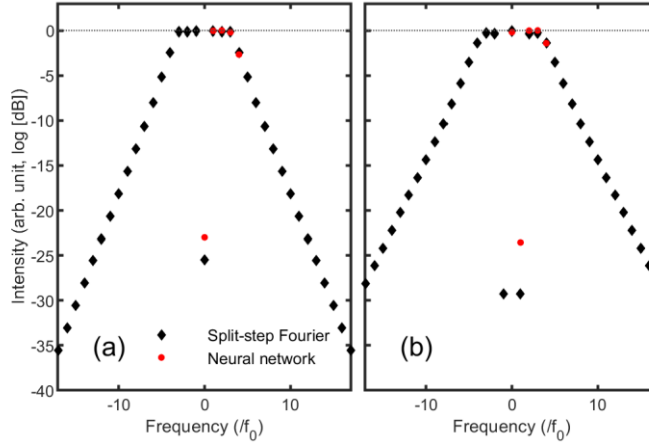 Intensity (arb. unit, log [dB])
0
-5
-10
-15
-20
-25
-30
-35
-40
(a)
Split-step Fourier
Neural network
(b)
-10 0 10
-10 0 10
Frequency (/f0) Frequency (/f0)